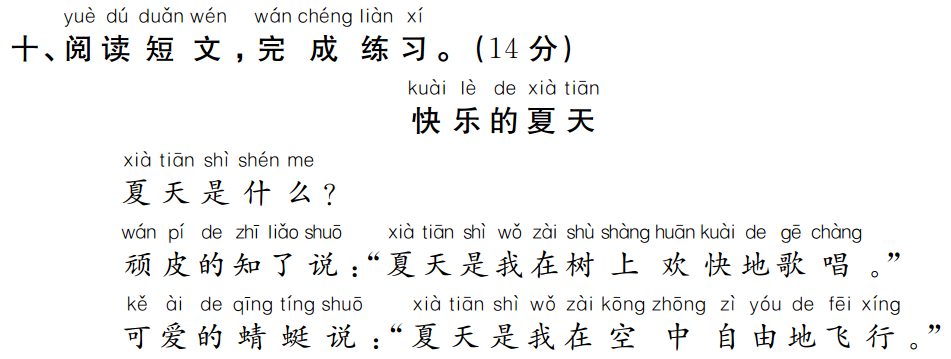 yuè dú duǎn wén wán chéng liàn xí
十、阅读短文,完成练习。(14分)
kuài lè de xià tiān
快乐的夏天
xià tiān shì shén me
夏天是什么?
wán pí de zhī liǎo shuō xià tiān shì wǒ zài shù shàng huān kuài de gē chàng
顽皮的知了说:“夏天是我在树上欢快地歌唱。”
kě ài de qīng tíng shuō xià tiān shì wǒ zài kōng zhōng zì yóu de fēi xíng
可爱的蜻蜓说:“夏天是我在空中自由地飞行。”